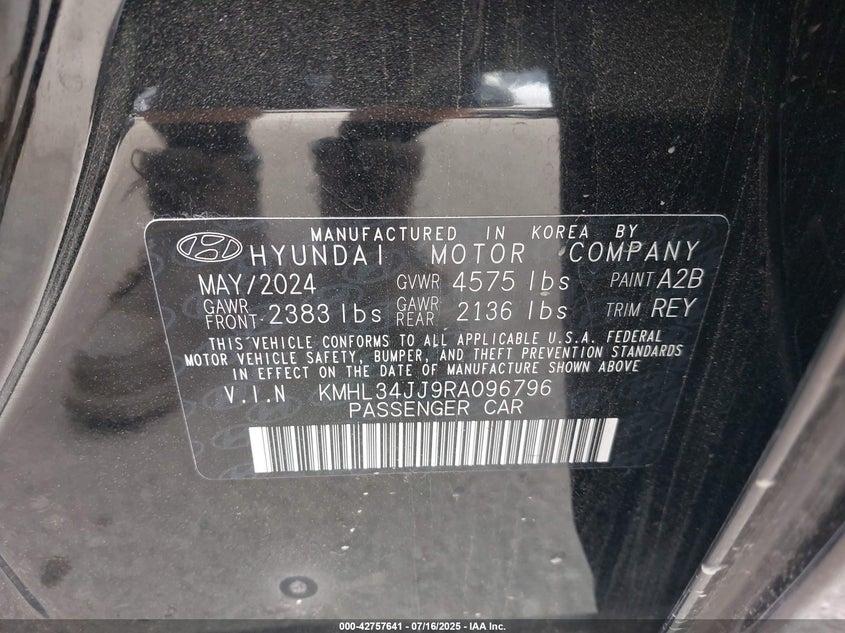 MANUFACTURED IN KOREA BY
HYUNDAI MOTOR COMPANY
MAY/2024 GVWR 4575 lbs PAINT A2B
GAWR FRONT 2383 lbs GAWR REAR 2136 lbs TRIM REY
THIS VEHICLE CONFORMS TO ALL APPLICABLE U.S.A. FEDERAL
MOTOR VEHICLE SAFETY, BUMPER, AND THEFT PREVENTION STANDARDS
IN EFFECT ON THE DATE OF MANUFACTURE SHOWN ABOVE
V.I.N KMHL34JJ9RA096796
PASSENGER CAR
000-42757641 - 07/16/2025 - IAA Inc.